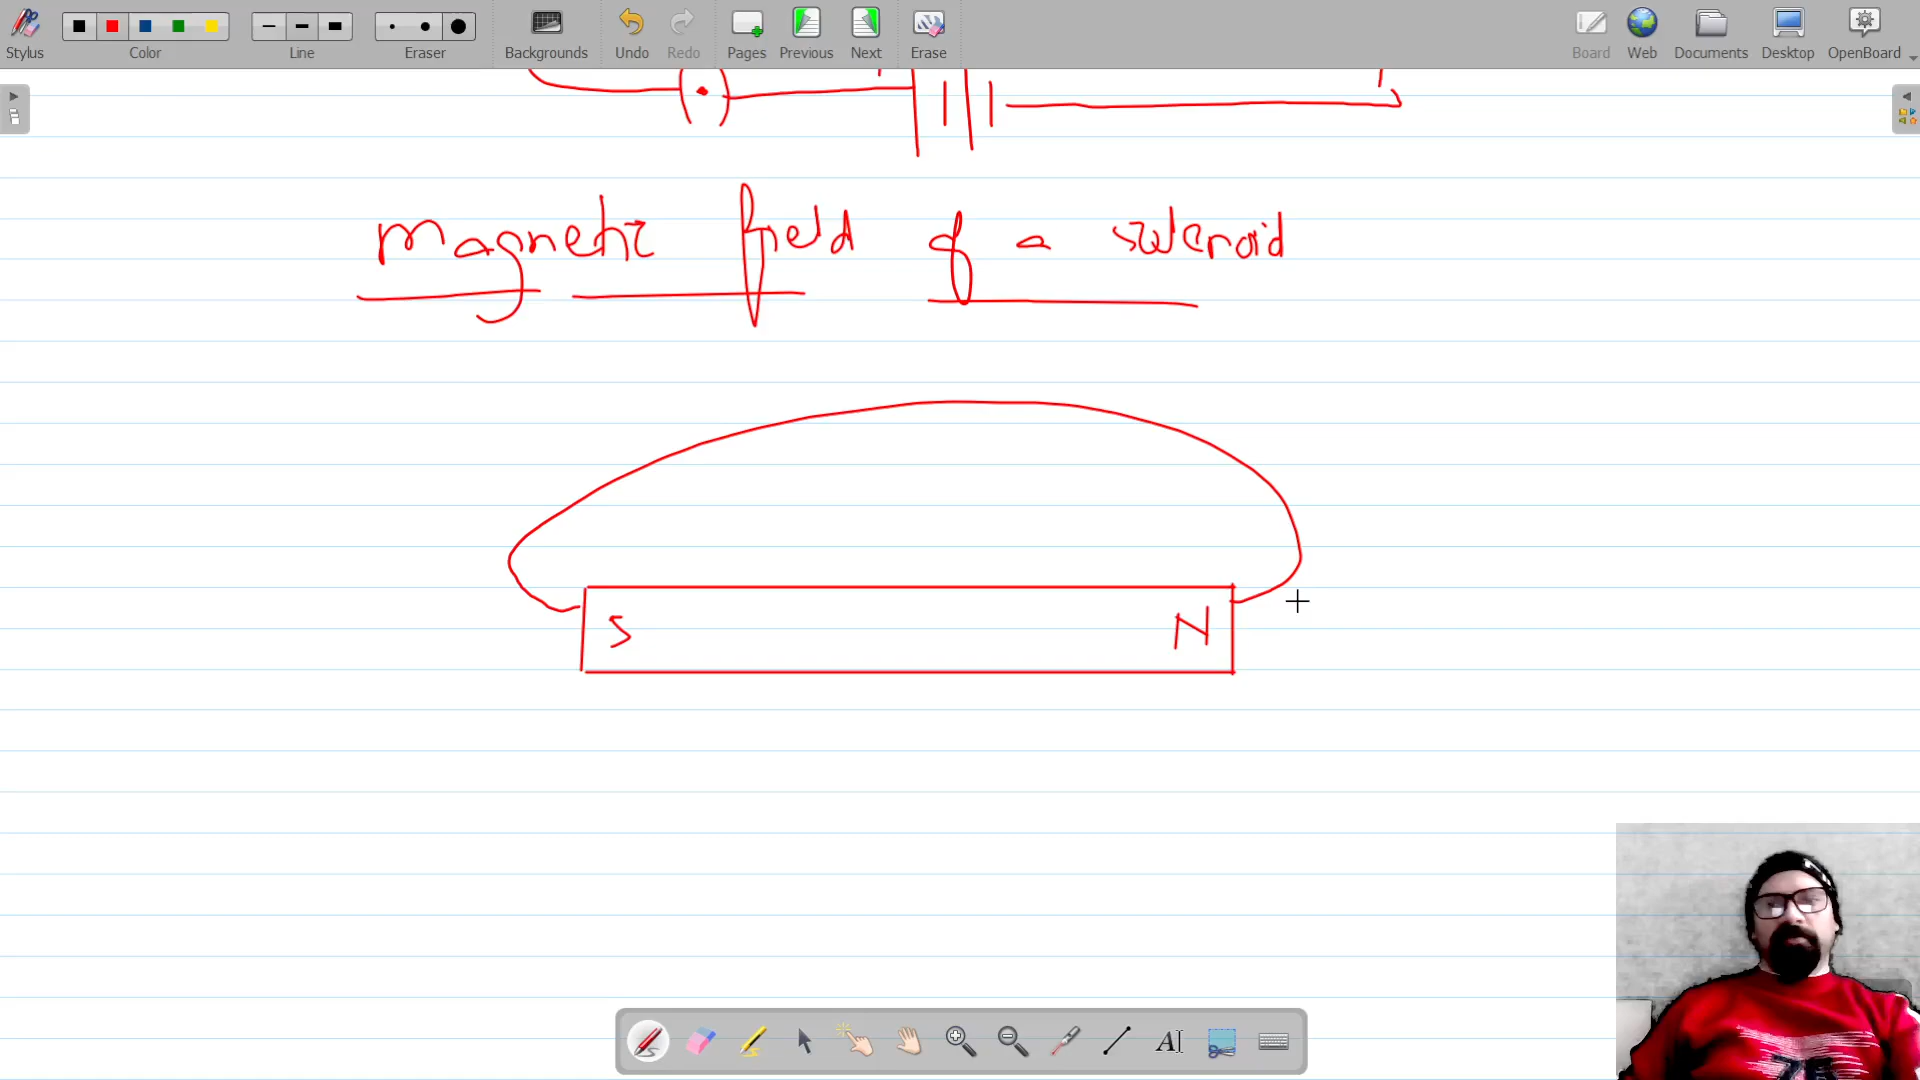 Stylus Color Line Eraser Backgrounds Undo Redo Pages Previous Next Erase Board Web Documents Desktop OpenBoard
magnetic field of a solenoid
S N
A